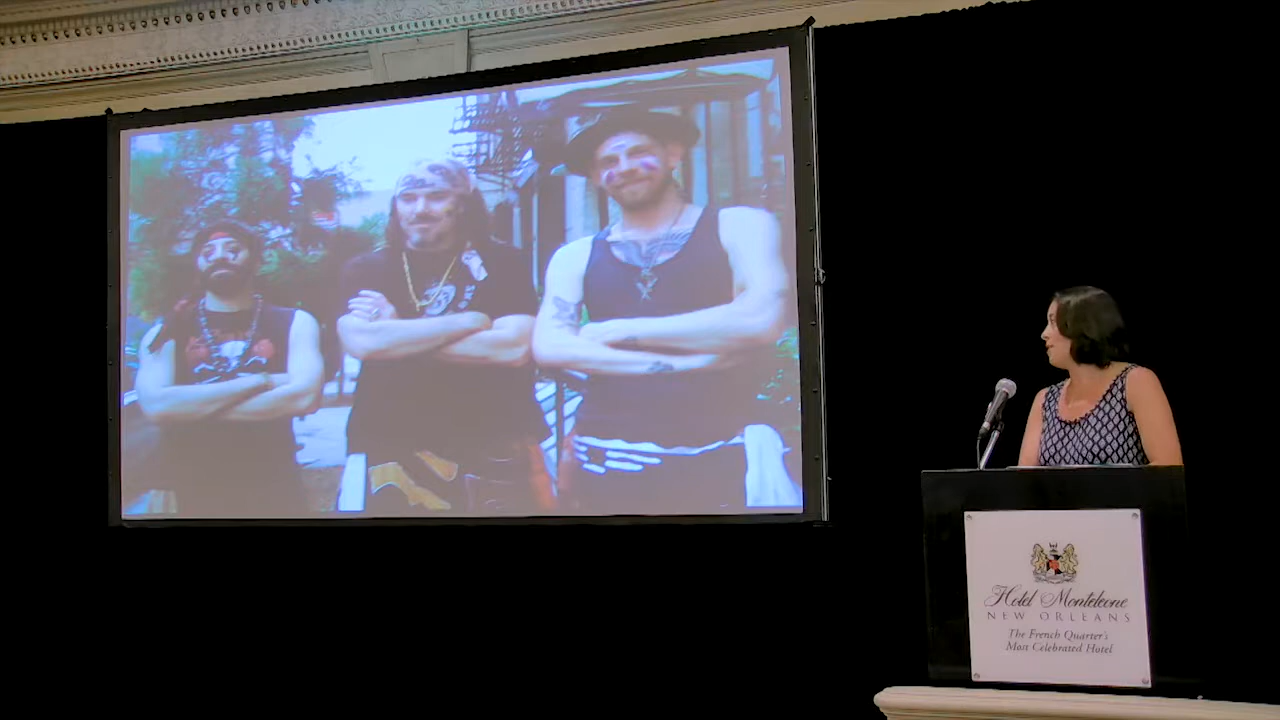 Hotel Monteleone
NEW ORLEANS
The French Quarter's
Most Celebrated Hotel